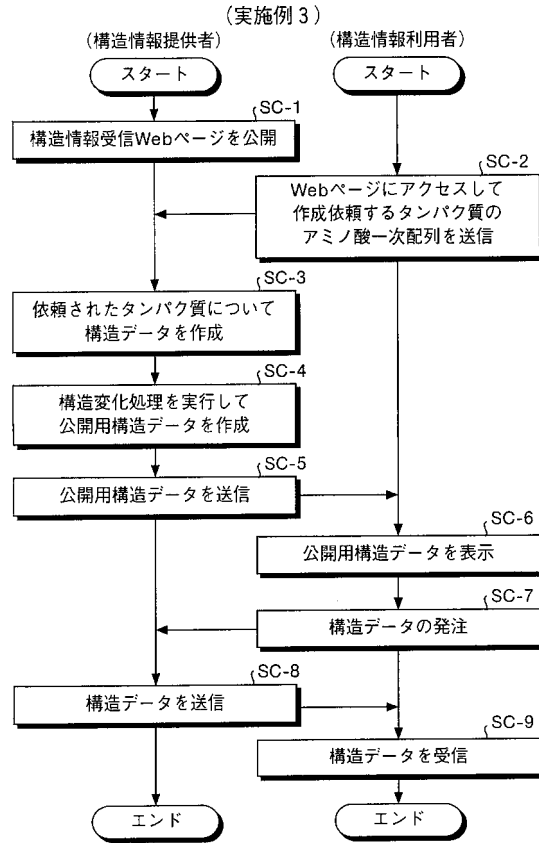 (実施例3)
(構造情報提供者)
(構造情報利用者)
スタート
スタート
SC-1
構造情報受信Webページを公開
SC-2
Webページにアクセスして
作成依頼するタンパク質の
アミノ酸一次配列を送信
SC-3
依頼されたタンパク質について
構造データを作成
SC-4
構造変化処理を実行して
公開用構造データを作成
SC-5
公開用構造データを送信
SC-6
公開用構造データを表示
SC-7
構造データの発注
SC-8
構造データを送信
SC-9
構造データを受信
エンド
エンド